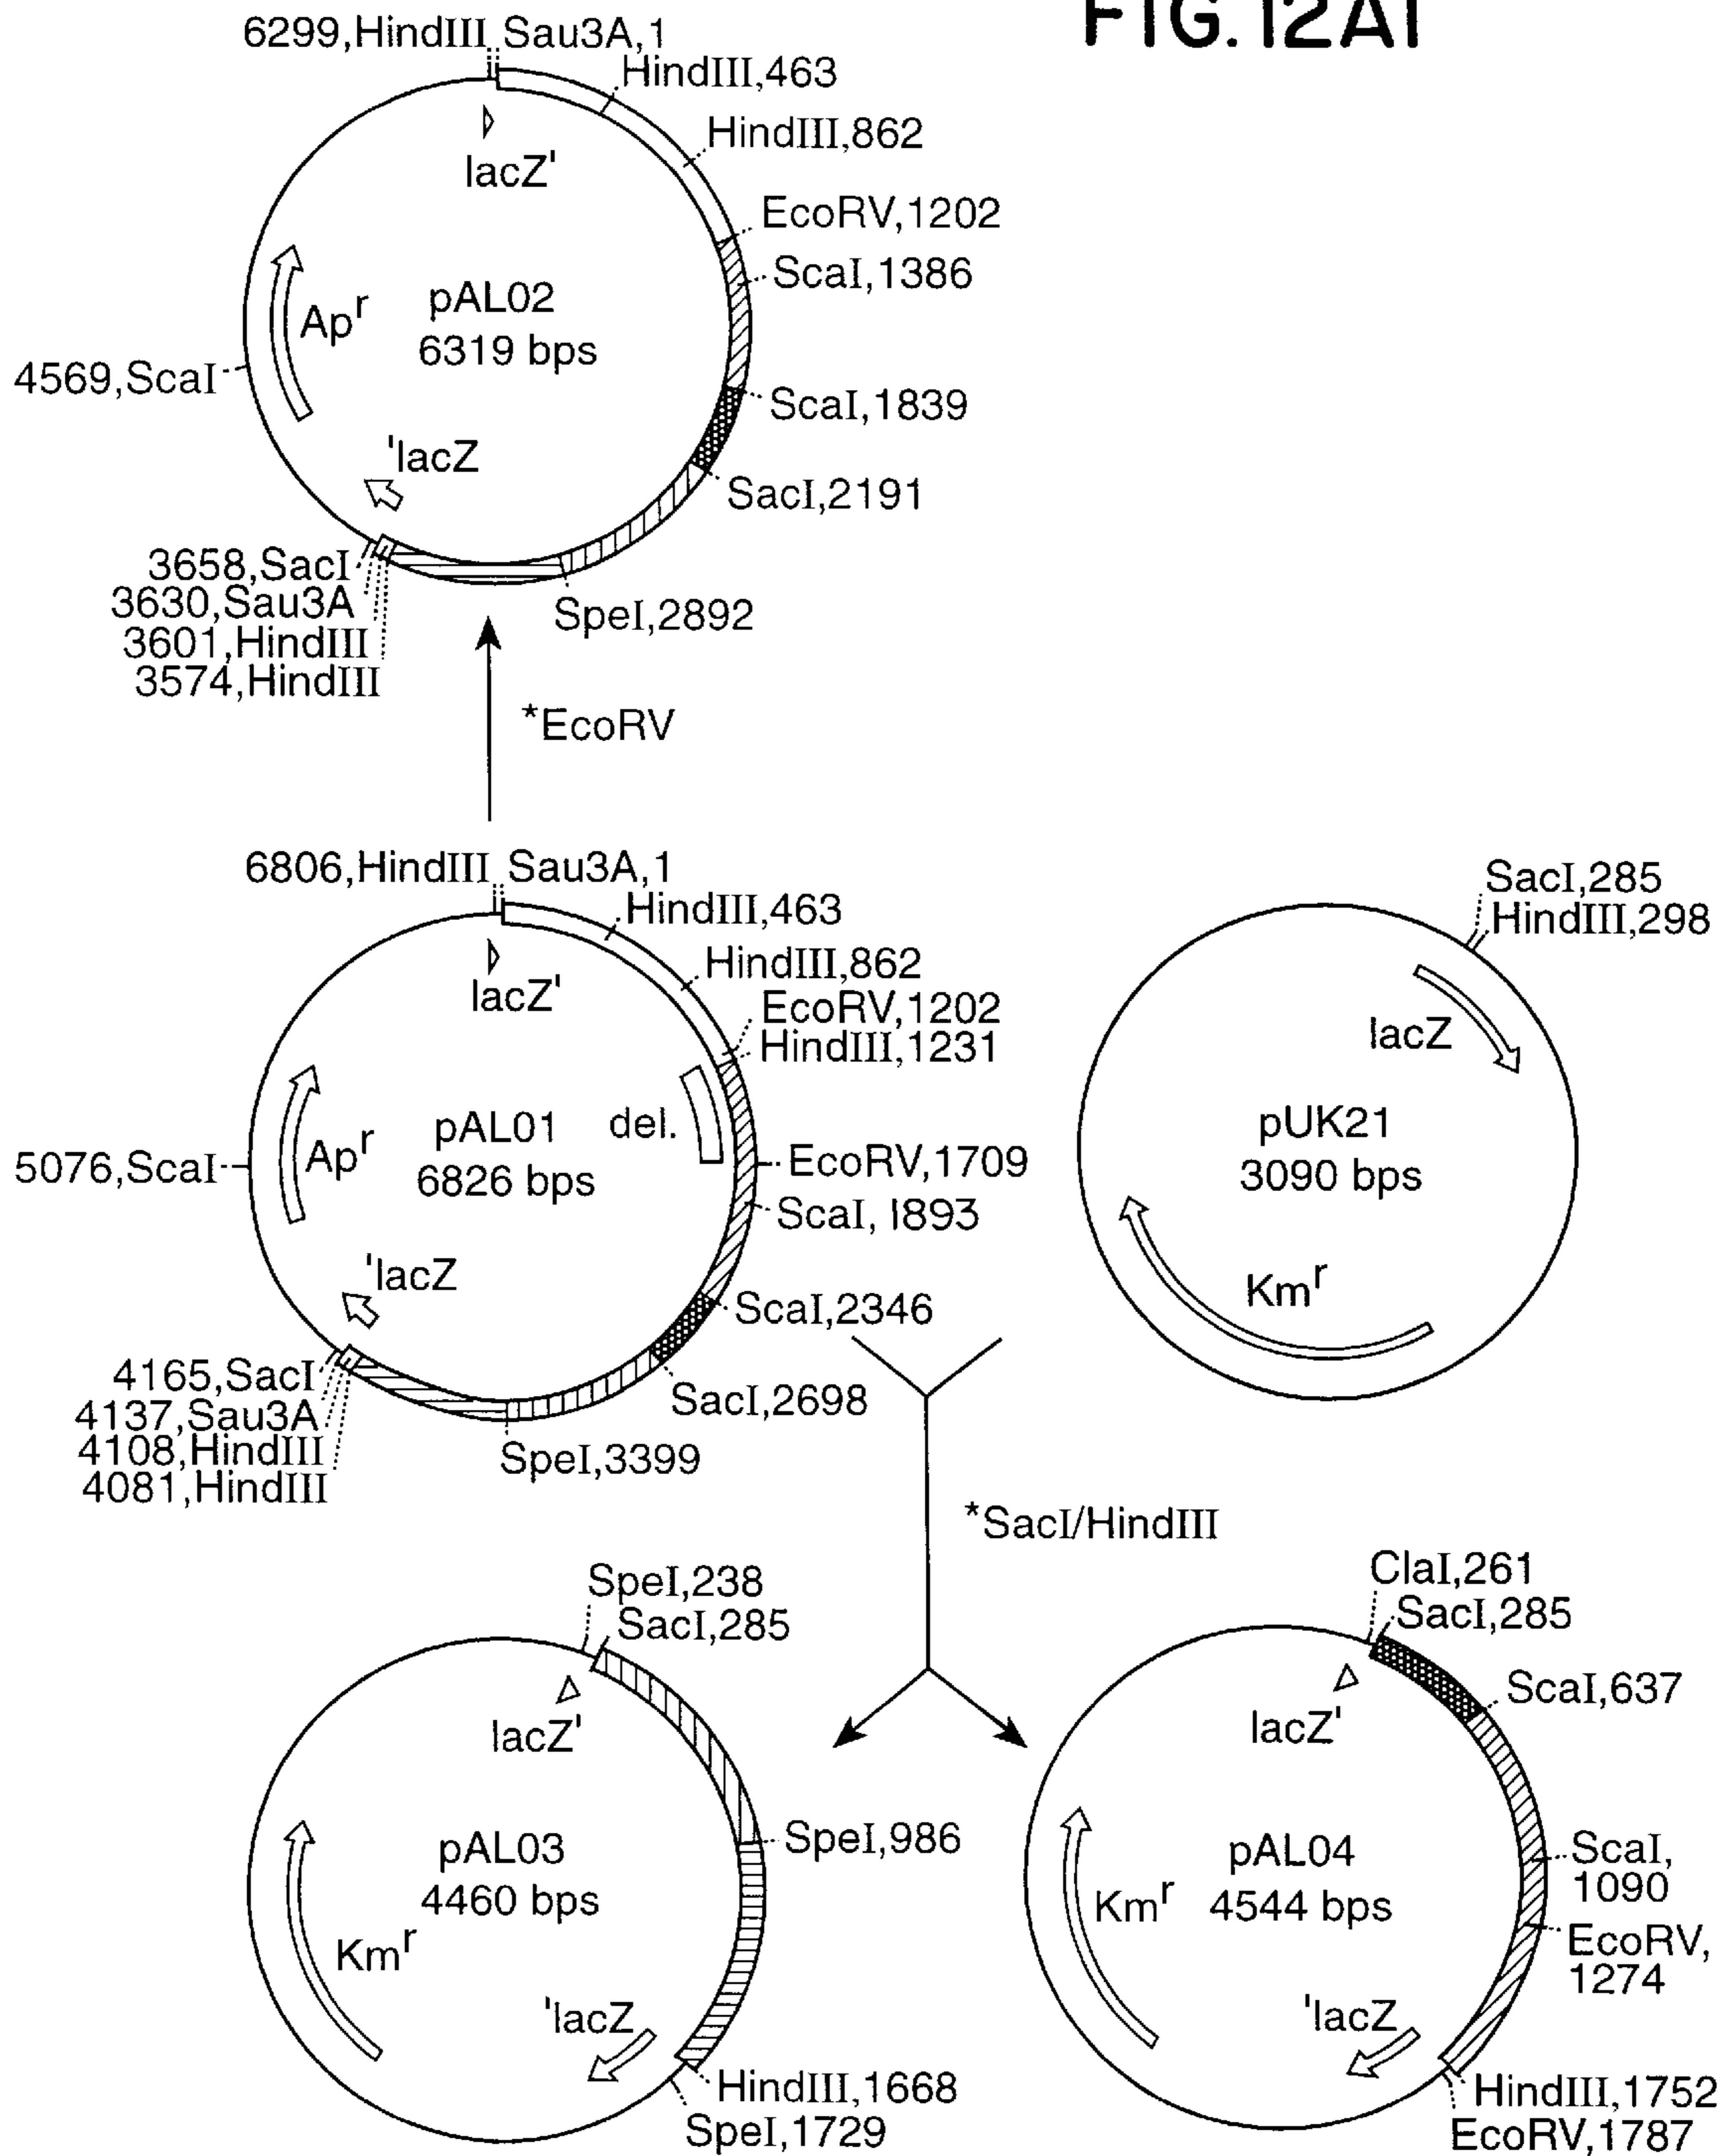 FIG. 12A1
6299,HindIII Sau3A,1
HindIII,463
HindIII,862
EcoRV,1202
ScaI,1386
ScaI,1839
SacI,2191
SpeI,2892
3658,SacI
3630,Sau3A
3601,HindIII
3574,HindIII
4569,ScaI
lacZ'
Apr
pAL02
6319 bps
'lacZ
*EcoRV
6806,HindIII Sau3A,1
HindIII,463
HindIII,862
EcoRV,1202
HindIII,1231
EcoRV,1709
ScaI, 1893
ScaI,2346
SacI,2698
SpeI,3399
4165,SacI
4137,Sau3A
4108,HindIII
4081,HindIII
5076,ScaI
lacZ'
Apr
pAL01
6826 bps
del.
'lacZ
SacI,285
HindIII,298
lacZ
pUK21
3090 bps
Kmr
*SacI/HindIII
SpeI,238
SacI,285
lacZ'
SpeI,986
pAL03
4460 bps
Kmr
'lacZ
HindIII,1668
SpeI,1729
ClaI,261
SacI,285
ScaI,637
lacZ'
ScaI,
1090
EcoRV,
1274
pAL04
4544 bps
Kmr
'lacZ
HindIII,1752
EcoRV,1787